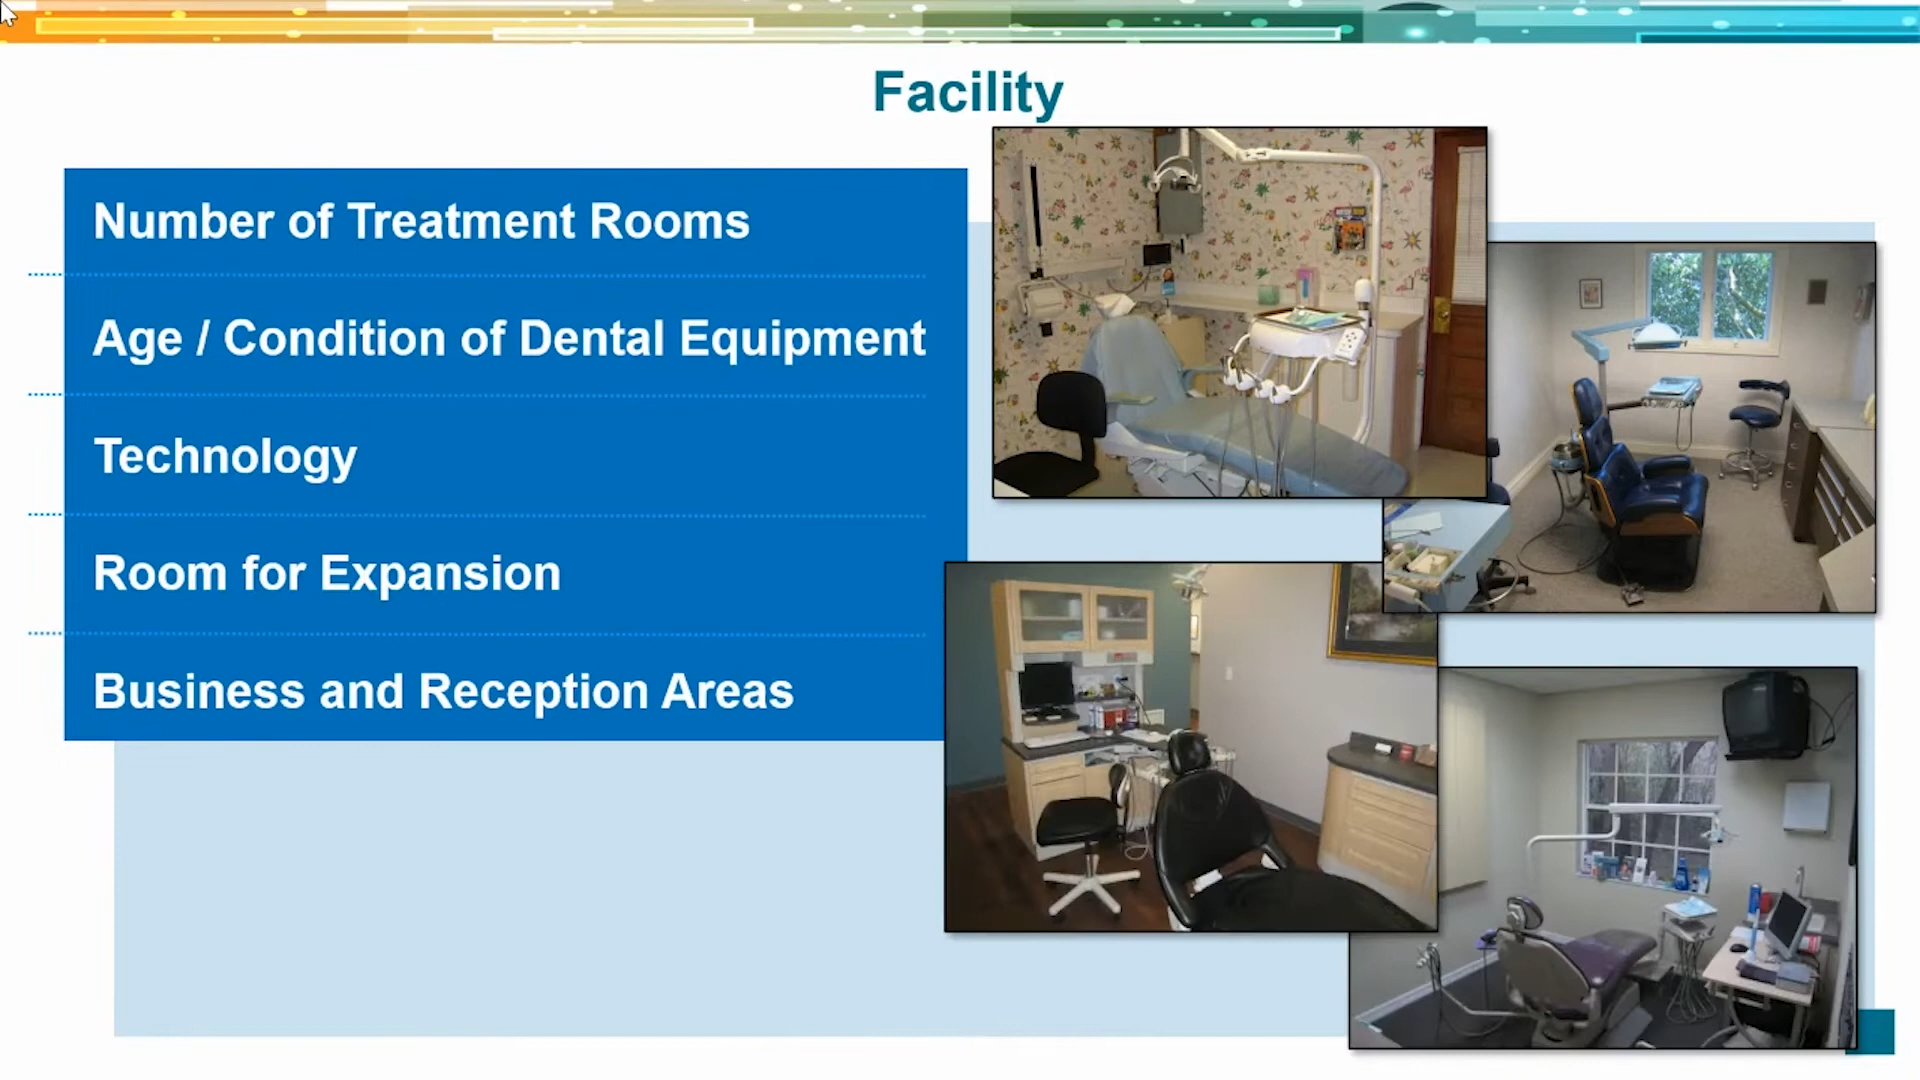 Facility
Number of Treatment Rooms
Age / Condition of Dental Equipment
Technology
Room for Expansion
Business and Reception Areas